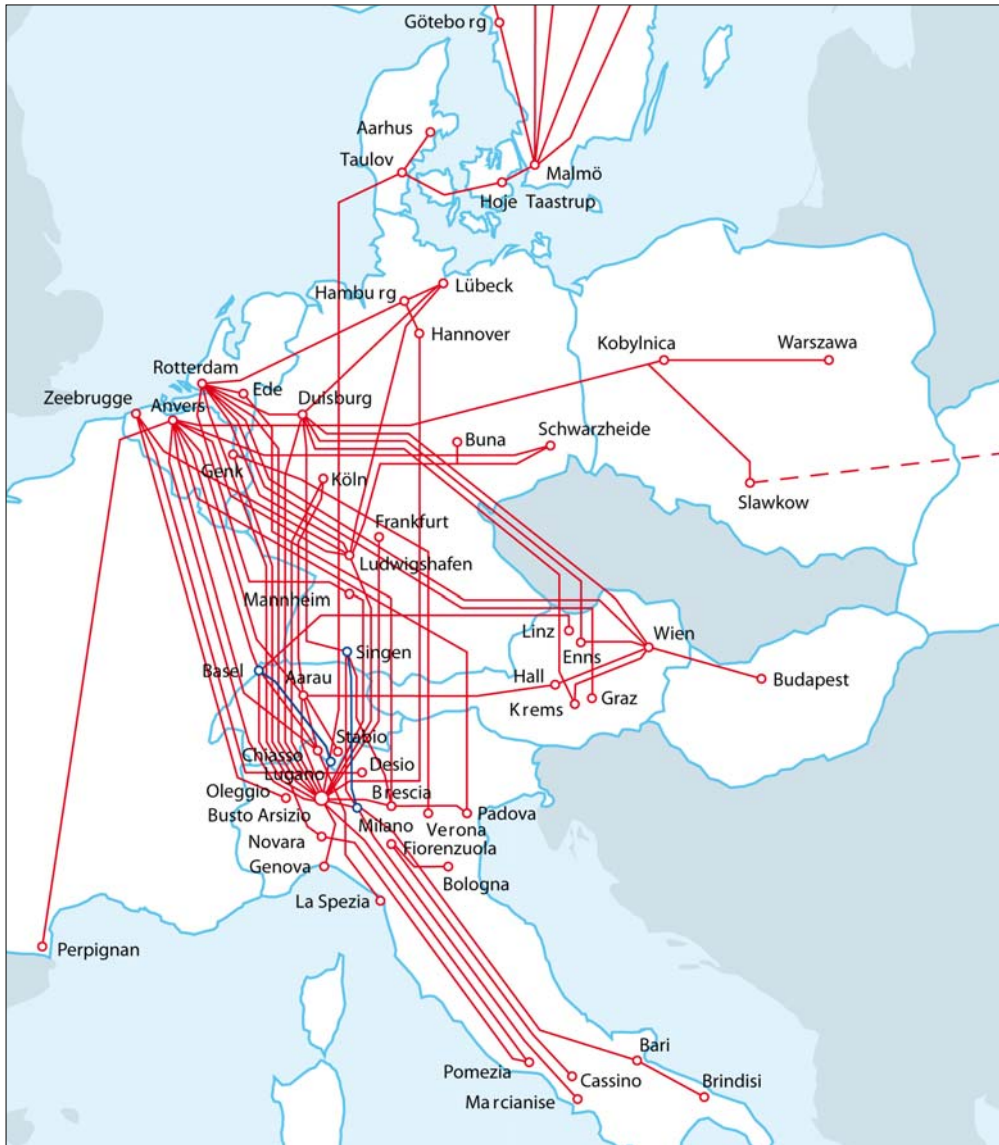 Götebo rg
Aarhus
Taulov
Malmö
Hoje Taastrup
Lübeck
Hambu rg
Hannover
Kobylnica
Warszawa
Rotterdam
Ede
Duisburg
Zeebrugge
Anvers
Buna
Schwarzheide
Genk
Köln
Slawkow
Frankfurt
Ludwigshafen
Mannheim
Linz
Wien
Enns
Singen
Basel
Aarau
Hall
Budapest
Krems
Graz
Stabio
Chiasso
Lugano
Desio
Oleggio
Brescia
Busto Arsizio
Milano
Verona
Padova
Novara
Fiorenzuola
Genova
Bologna
La Spezia
Perpignan
Bari
Pomezia
Cassino
Brindisi
Ma rcianise